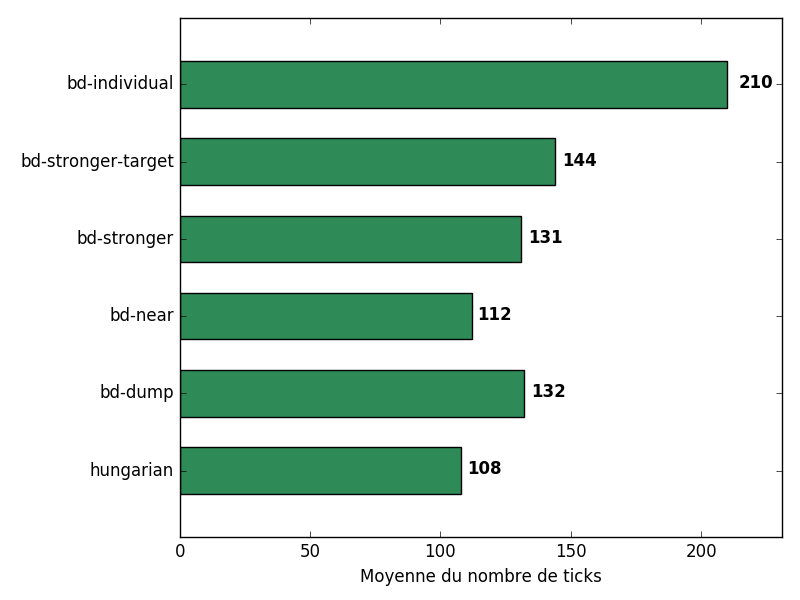 bd-individual 210
bd-stronger-target 144
bd-stronger 131
bd-near 112
bd-dump 132
hungarian 108
0 50 100 150 200
Moyenne du nombre de ticks